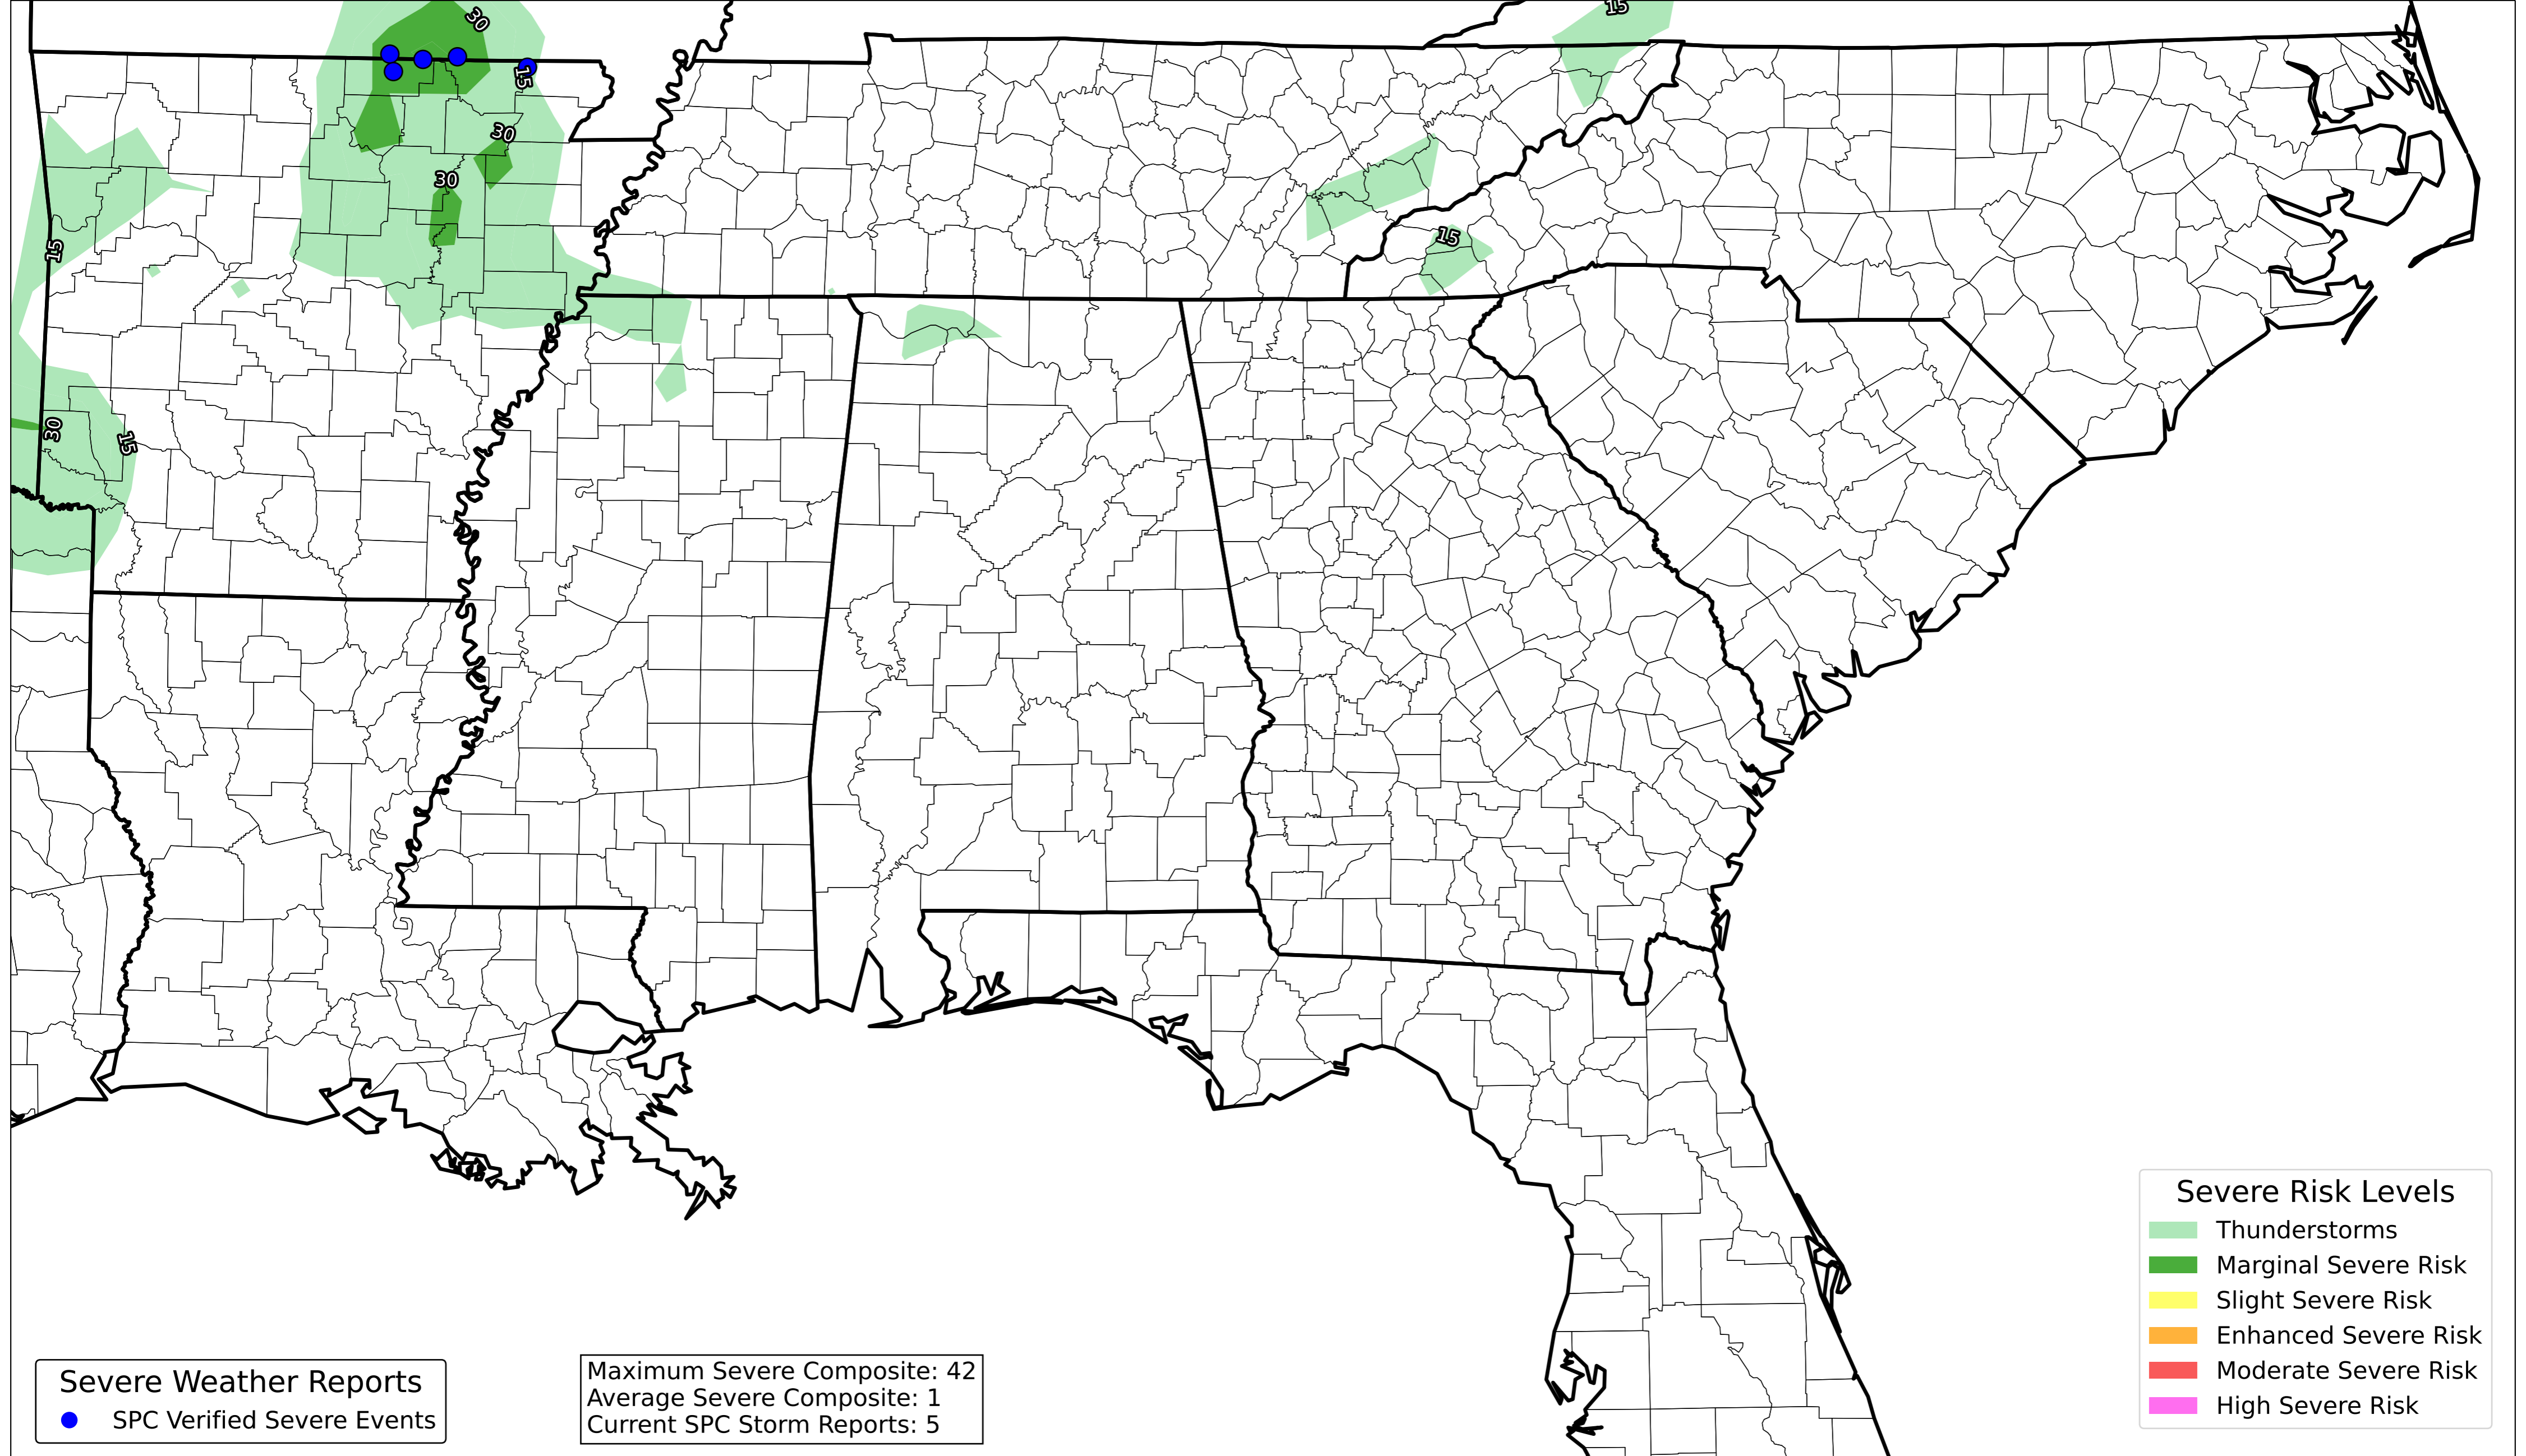 30
15
15
30
30
15
15
30
15
Severe Risk Levels
Thunderstorms
Marginal Severe Risk
Slight Severe Risk
Enhanced Severe Risk
Moderate Severe Risk
High Severe Risk
Severe Weather Reports
SPC Verified Severe Events
Maximum Severe Composite: 42
Average Severe Composite: 1
Current SPC Storm Reports: 5